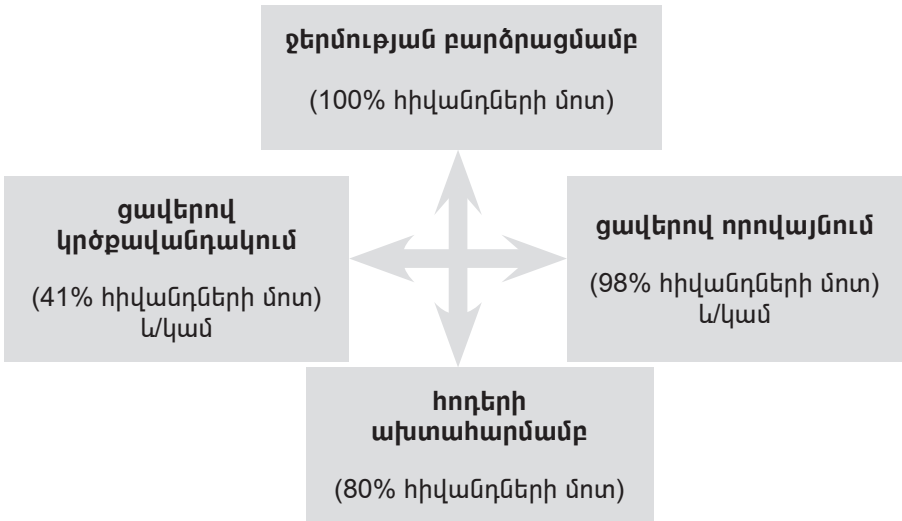 ջերմության բարձրացմամբ
(100% հիվանդների մոտ)
ցավերով
կրծքավանդակում
(41% հիվանդների մոտ)
և/կամ
ցավերով որովայնում
(98% հիվանդների մոտ)
և/կամ
հոդերի
ախտահարմամբ
(80% հիվանդների մոտ)